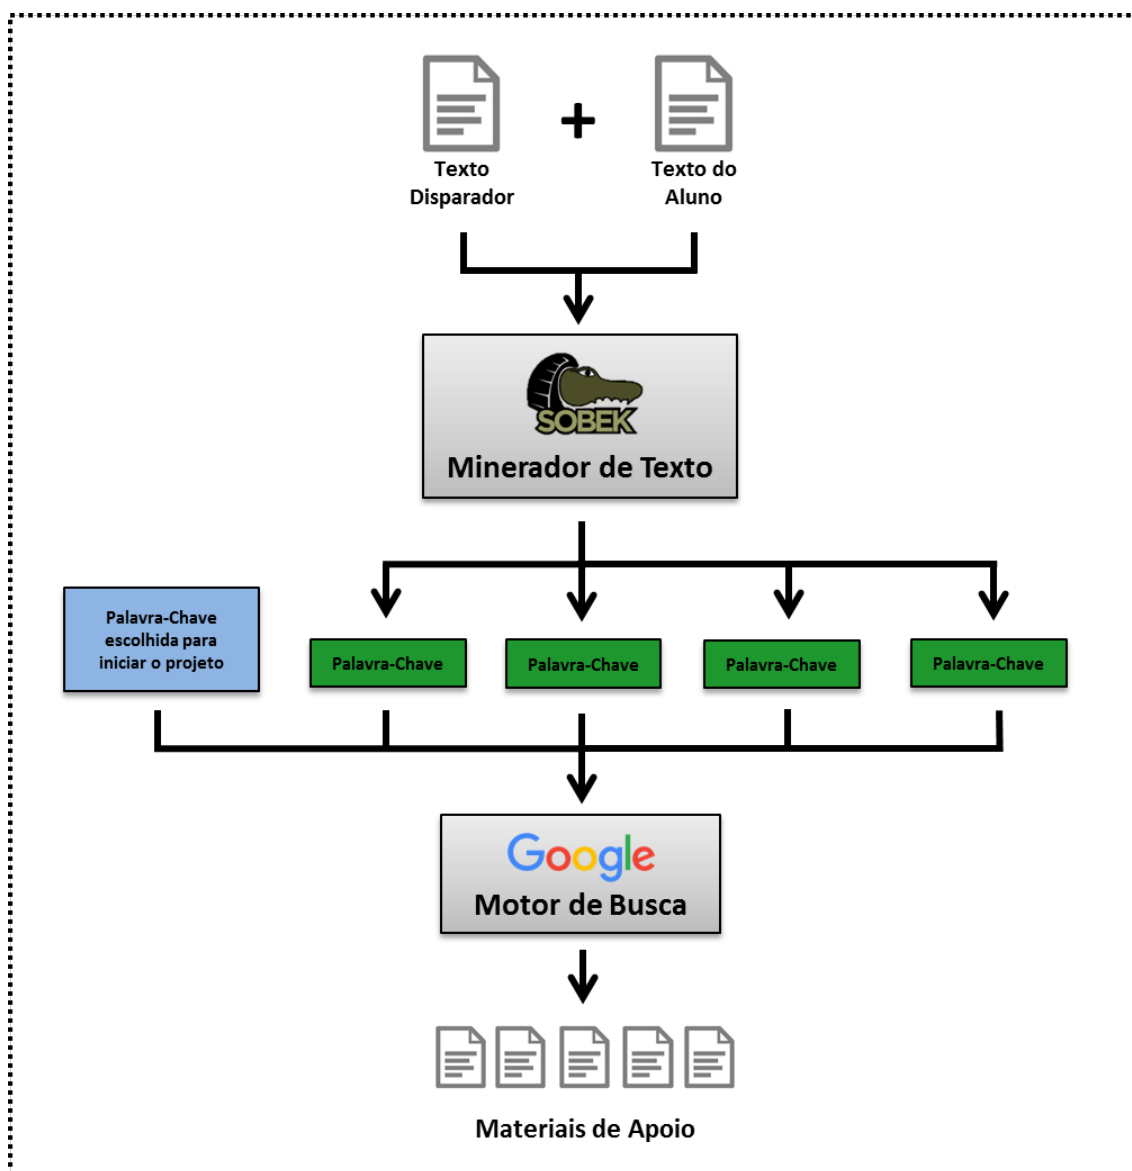 Texto
Disparador
+
Texto do
Aluno
SOBEK
Minerador de Texto
Palavra-Chave
escolhida para
iniciar o projeto
Palavra-Chave
Palavra-Chave
Palavra-Chave
Palavra-Chave
Google
Motor de Busca
Materiais de Apoio